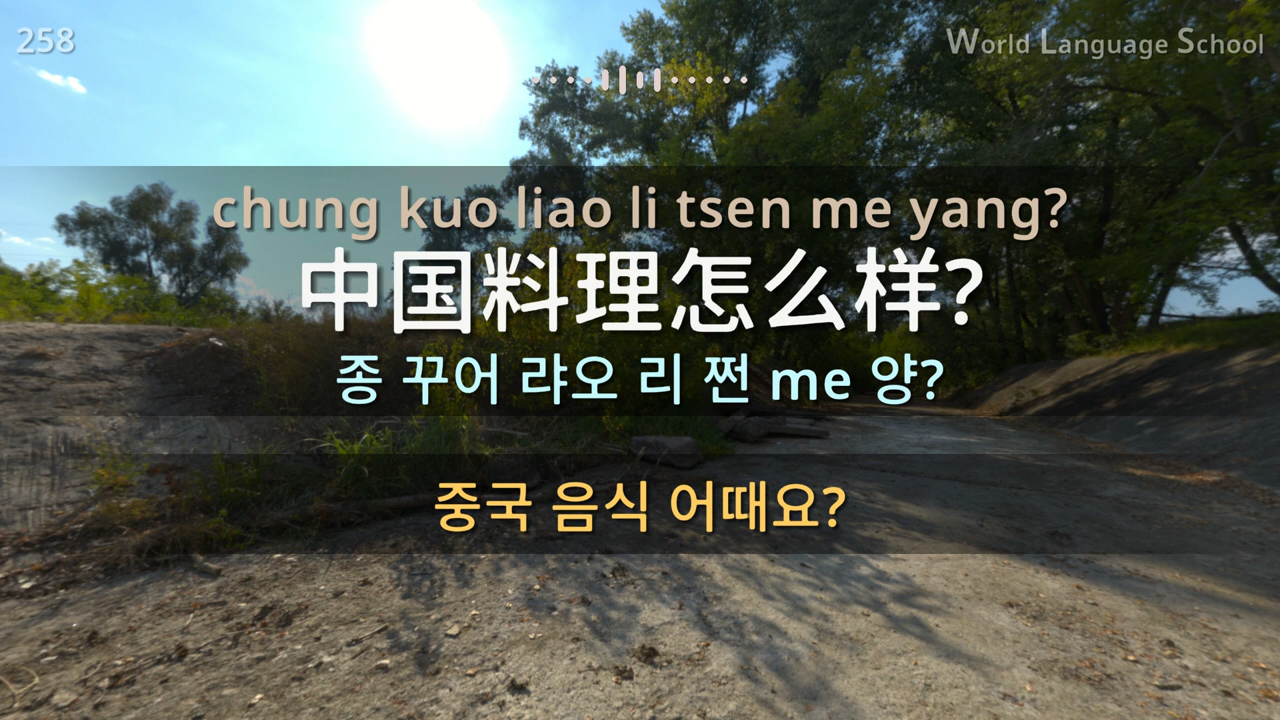 258
World Language School
chung kuo liao li tsen me yang?
中国料理怎么样?
종 꾸어 랴오 리 쩐 me 양?
중국 음식 어때요?